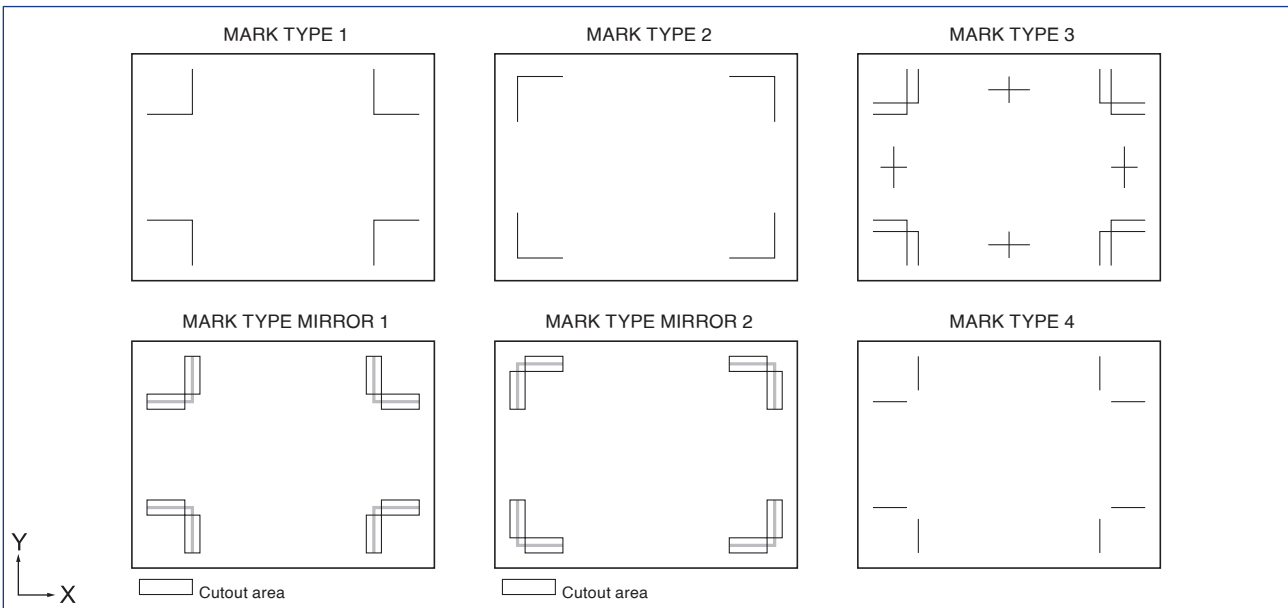 MARK TYPE 1
MARK TYPE 2
MARK TYPE 3
MARK TYPE MIRROR 1
MARK TYPE MIRROR 2
MARK TYPE 4
Y
X
Cutout area
Cutout area